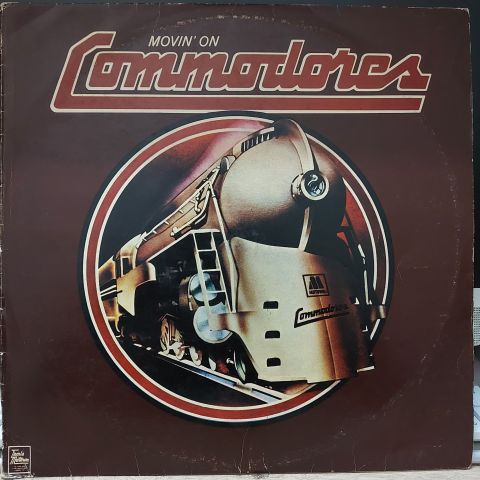 MOVIN' ON
Commodores
M
Commodores
Tamla
Motown